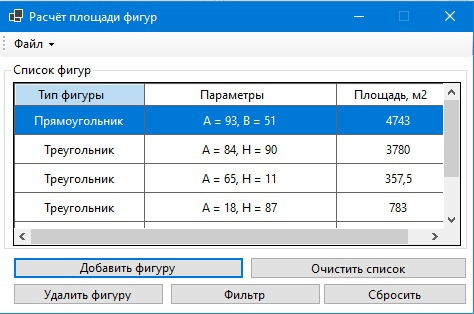 Расчёт площади фигур
Файл
Список фигур
Тип фигуры Параметры Площадь, м2
Прямоугольник A = 93, B = 51 4743
Треугольник A = 84, H = 90 3780
Треугольник A = 65, H = 11 357,5
Треугольник A = 18, H = 87 783
Добавить фигуру Очистить список
Удалить фигуру Фильтр Сбросить